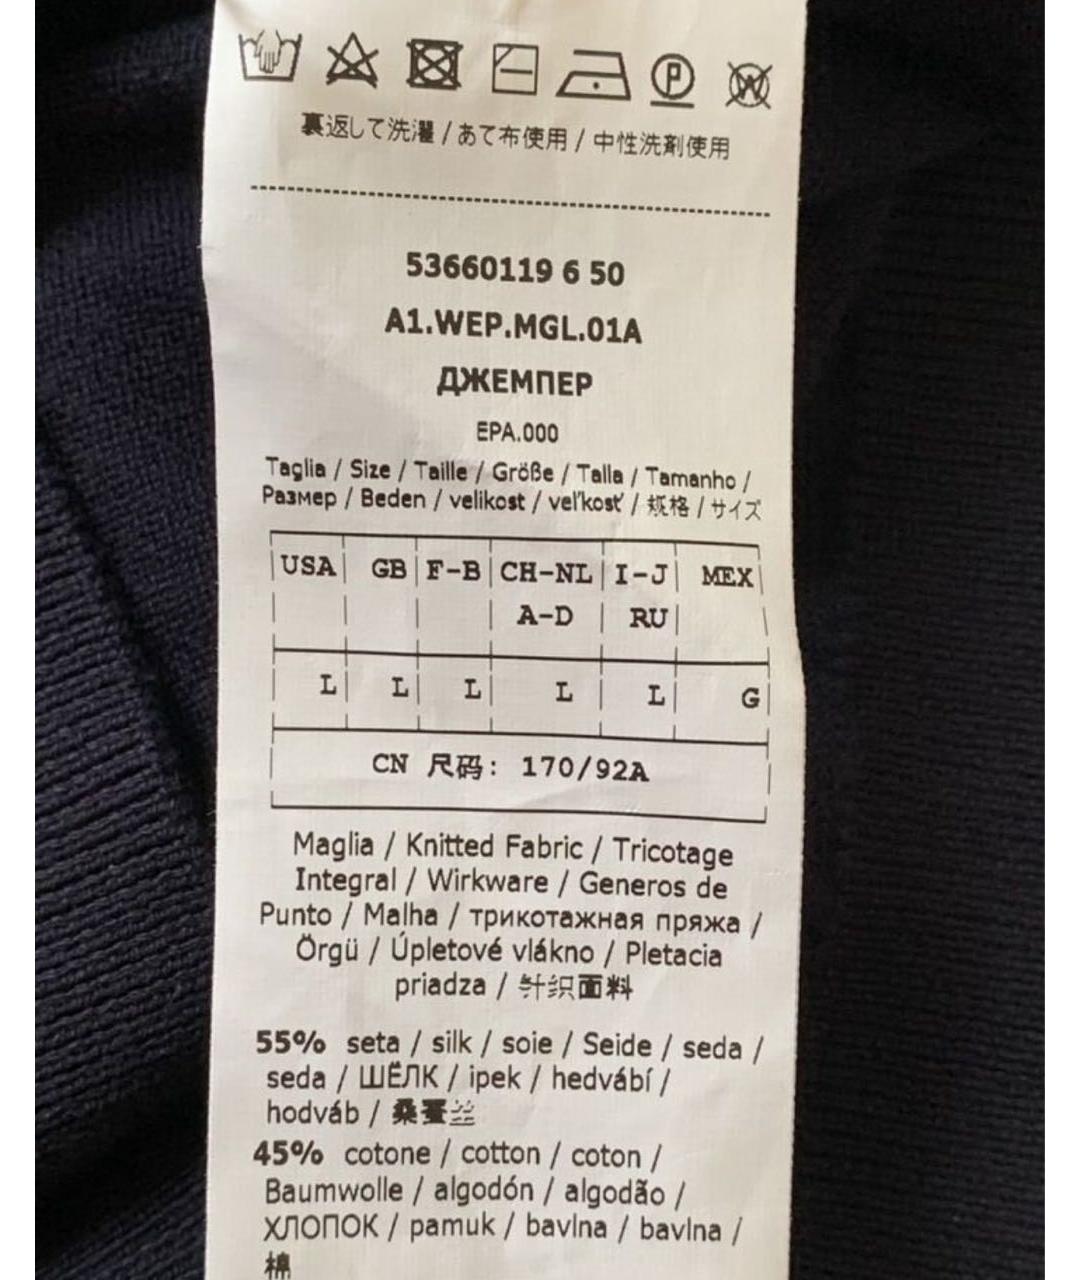 裏返して洗濯 / あて布使用 / 中性洗剤使用
53660119 6 50
A1.WEP.MGL.01A
ДЖЕМПЕР
EPA.000
Taglia / Size / Taille / Größe / Talla / Tamanho /
Размер / Beden / velikost / veľkosť / 规格 / サイズ
USA GB F-B CH-NL I-J MEX
A-D RU
L L L L L G
CN 尺码: 170/92A
Maglia / Knitted Fabric / Tricotage
Integral / Wirkware / Generos de
Punto / Malha / трикотажная пряжа /
Örgü / Úpletové vlákno / Pletacia
priadza / 针织面料
55% seta / silk / soie / Seide / seda /
seda / ШЁЛК / ipek / hedvábí /
hodváb / 桑蚕丝
45% cotone / cotton / coton /
Baumwolle / algodón / algodão /
ХЛОПОК / pamuk / bavlna / bavlna /
棉